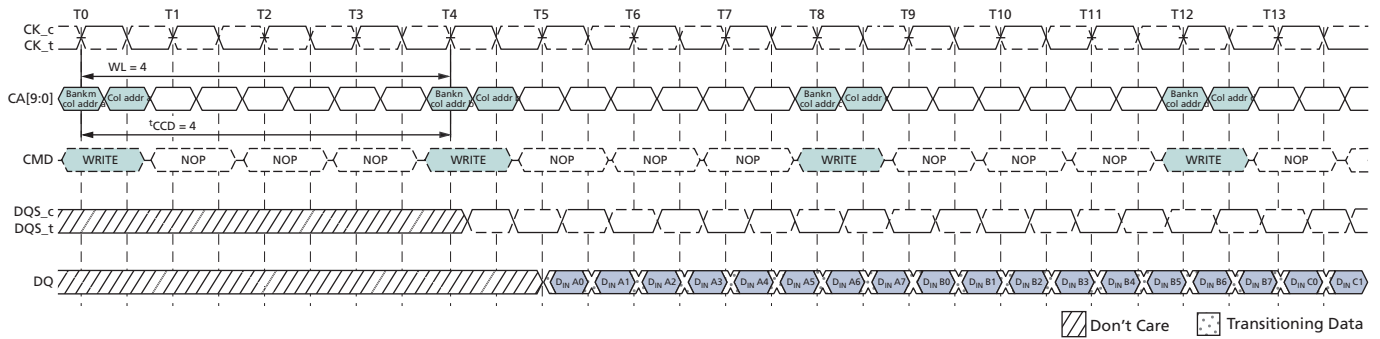 T0 T1 T2 T3 T4 T5 T6 T7 T8 T9 T10 T11 T12 T13
CK_c
CK_t
WL = 4
CA[9:0]
Bankm col addr a Col addr a Bankn col addr b Col addr b Bankn col addr c Col addr c Bankn col addr d Col addr d
tCCD = 4
CMD WRITE NOP NOP NOP WRITE NOP NOP NOP WRITE NOP NOP NOP WRITE NOP
DQS_c
DQS_t
DQ DIN A0 DIN A1 DIN A2 DIN A3 DIN A4 DIN A5 DIN A6 DIN A7 DIN B0 DIN B1 DIN B2 DIN B3 DIN B4 DIN B5 DIN B6 DIN B7 DIN C0 DIN C1
Don't Care Transitioning Data